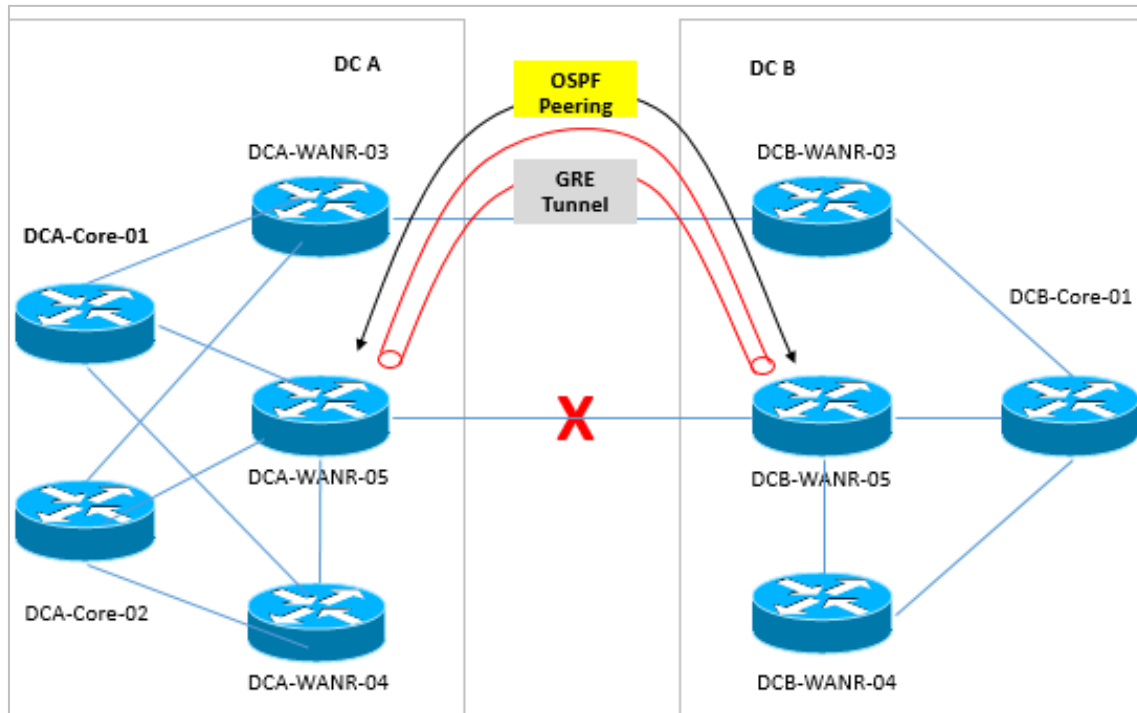 DC A
DC B
OSPF
Peering
DCA-WANR-03
DCB-WANR-03
GRE
Tunnel
DCA-Core-01
DCB-Core-01
X
DCA-WANR-05
DCB-WANR-05
DCA-Core-02
DCA-WANR-04
DCB-WANR-04